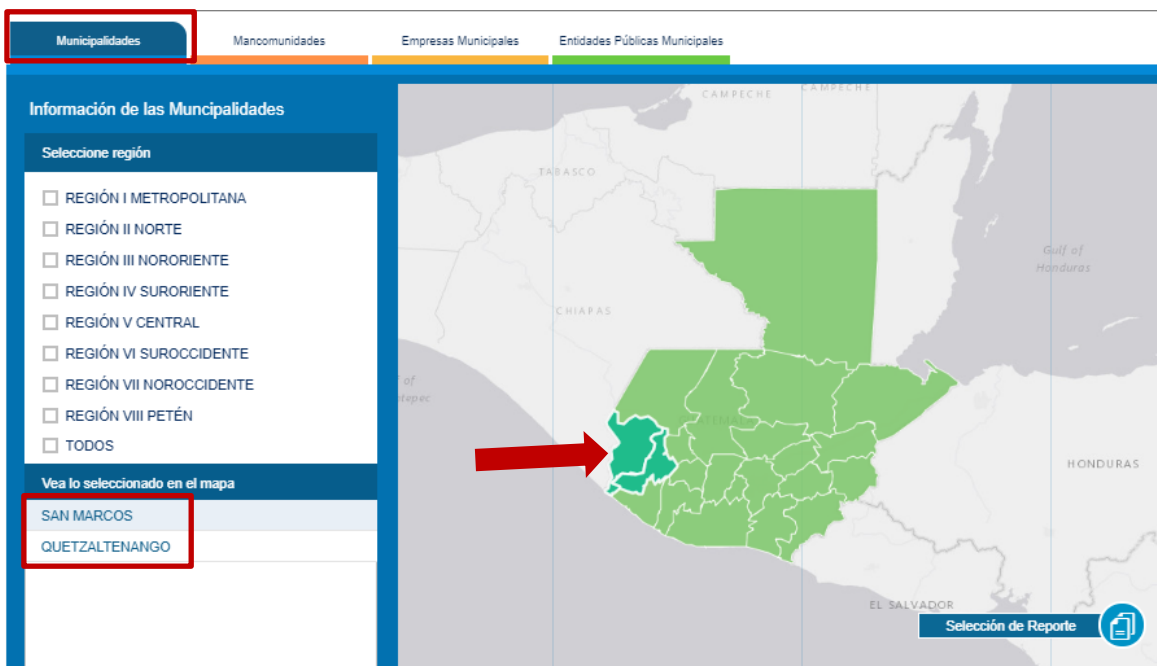 Municipalidades
Mancomunidades
Empresas Municipales
Entidades Públicas Municipales
Información de las Muncipalidades
Seleccione región
REGIÓN I METROPOLITANA
REGIÓN II NORTE
REGIÓN III NORORIENTE
REGIÓN IV SURORIENTE
REGIÓN V CENTRAL
REGIÓN VI SUROCCIDENTE
REGIÓN VII NOROCCIDENTE
REGIÓN VIII PETÉN
TODOS
Vea lo seleccionado en el mapa
SAN MARCOS
QUETZALTENANGO
CAMPECHE
CAMPECHE
TABASCO
Gulf of
Honduras
CHIAPAS
of
tepec
GUATEMALA
HONDURAS
EL SALVADOR
Selección de Reporte